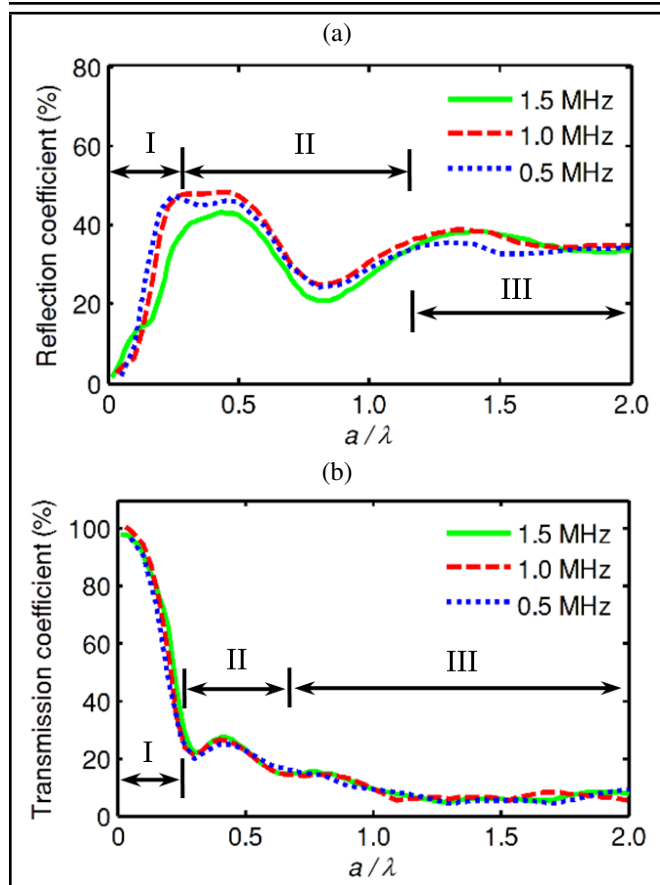 (a)
Reflection coefficient (%)
80
60
40
20
0
I
II
III
1.5 MHz
1.0 MHz
0.5 MHz
0
0.5
1.0
1.5
2.0
a / λ
(b)
Transmission coefficient (%)
100
80
60
40
20
0
I
II
III
1.5 MHz
1.0 MHz
0.5 MHz
0
0.5
1.0
1.5
2.0
a / λ